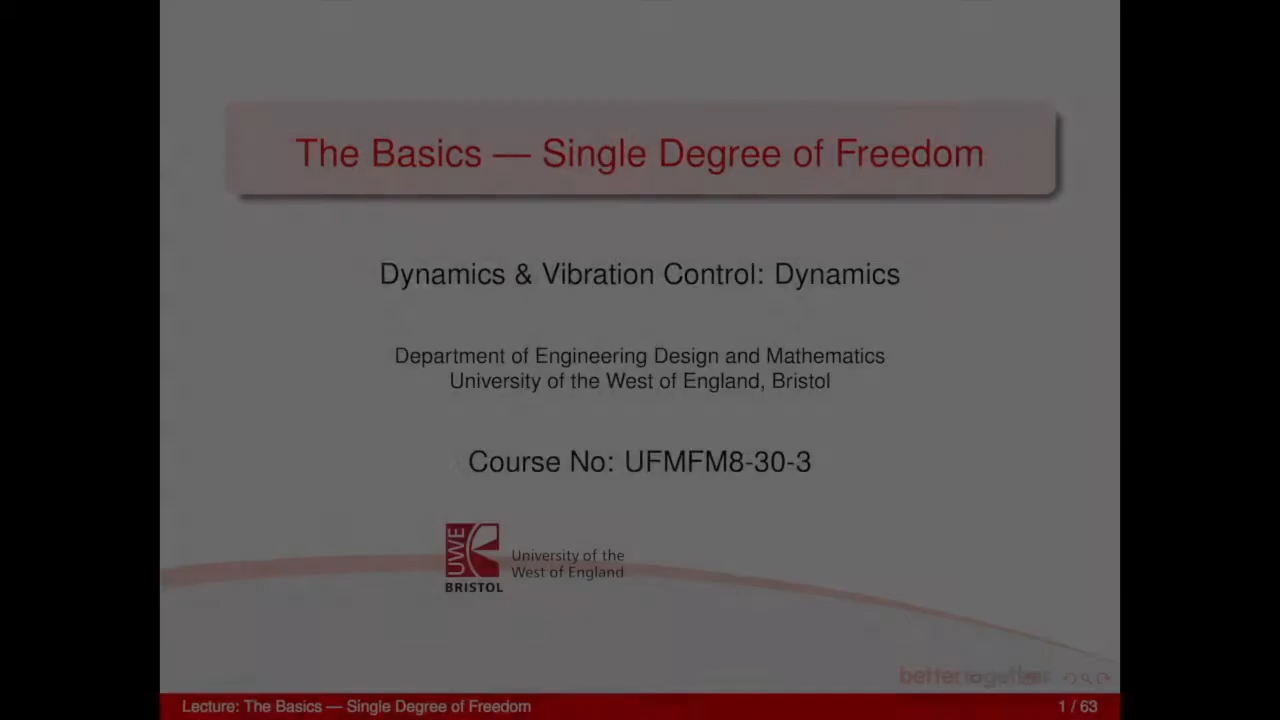 The Basics — Single Degree of Freedom
Dynamics & Vibration Control: Dynamics
Department of Engineering Design and Mathematics
University of the West of England, Bristol
Course No: UFMFM8-30-3
UWE
BRISTOL
University of the
West of England
bettertogether
Lecture: The Basics — Single Degree of Freedom
1 / 63